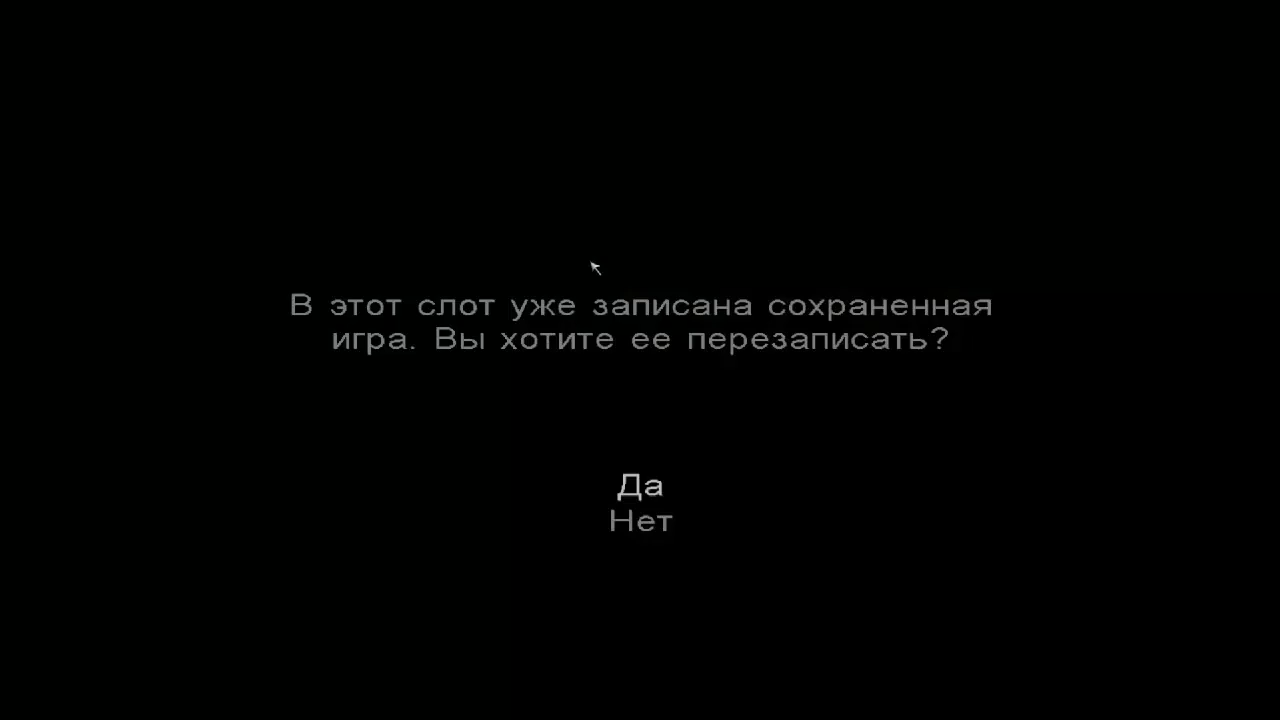 В этот слот уже записана сохраненная
игра. Вы хотите ее перезаписать?
Да
Нет